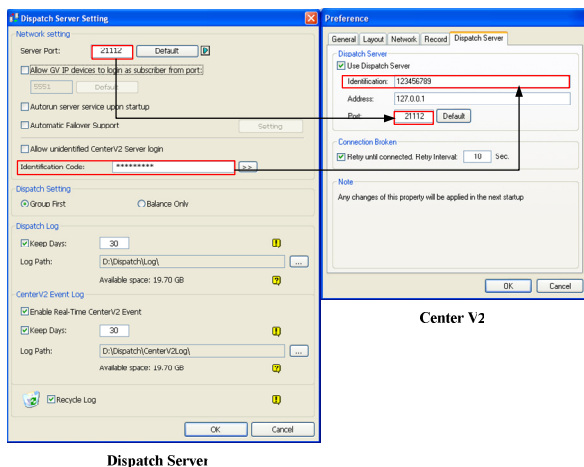 Dispatch Server Setting
Network setting
Server Port: 21112 Default
Allow GV IP devices to login as subscriber from port:
5551 Default
Autorun server service upon startup
Automatic Failover Support Setting
Allow unidentified CenterV2 Server login
Identification Code: ********* >>
Dispatch Setting
Group First Balance Only
Dispatch Log
Keep Days: 30
Log Path: D:\Dispatch\Log\ ...
Available space: 19.70 GB
CenterV2 Event Log
Enable Real-Time CenterV2 Event
Keep Days: 30
Log Path: D:\Dispatch\CenterV2Log\ ...
Available space: 19.70 GB
Recycle Log
OK Cancel
Dispatch Server
Preference
General Layout Network Record Dispatch Server
Dispatch Server
Use Dispatch Server
Identification: 123456789
Address: 127.0.0.1
Port: 21112 Default
Connection Broken
Retry until connected. Retry Interval: 10 Sec.
Note
Any changes of this property will be applied in the next startup
OK Cancel
Center V2